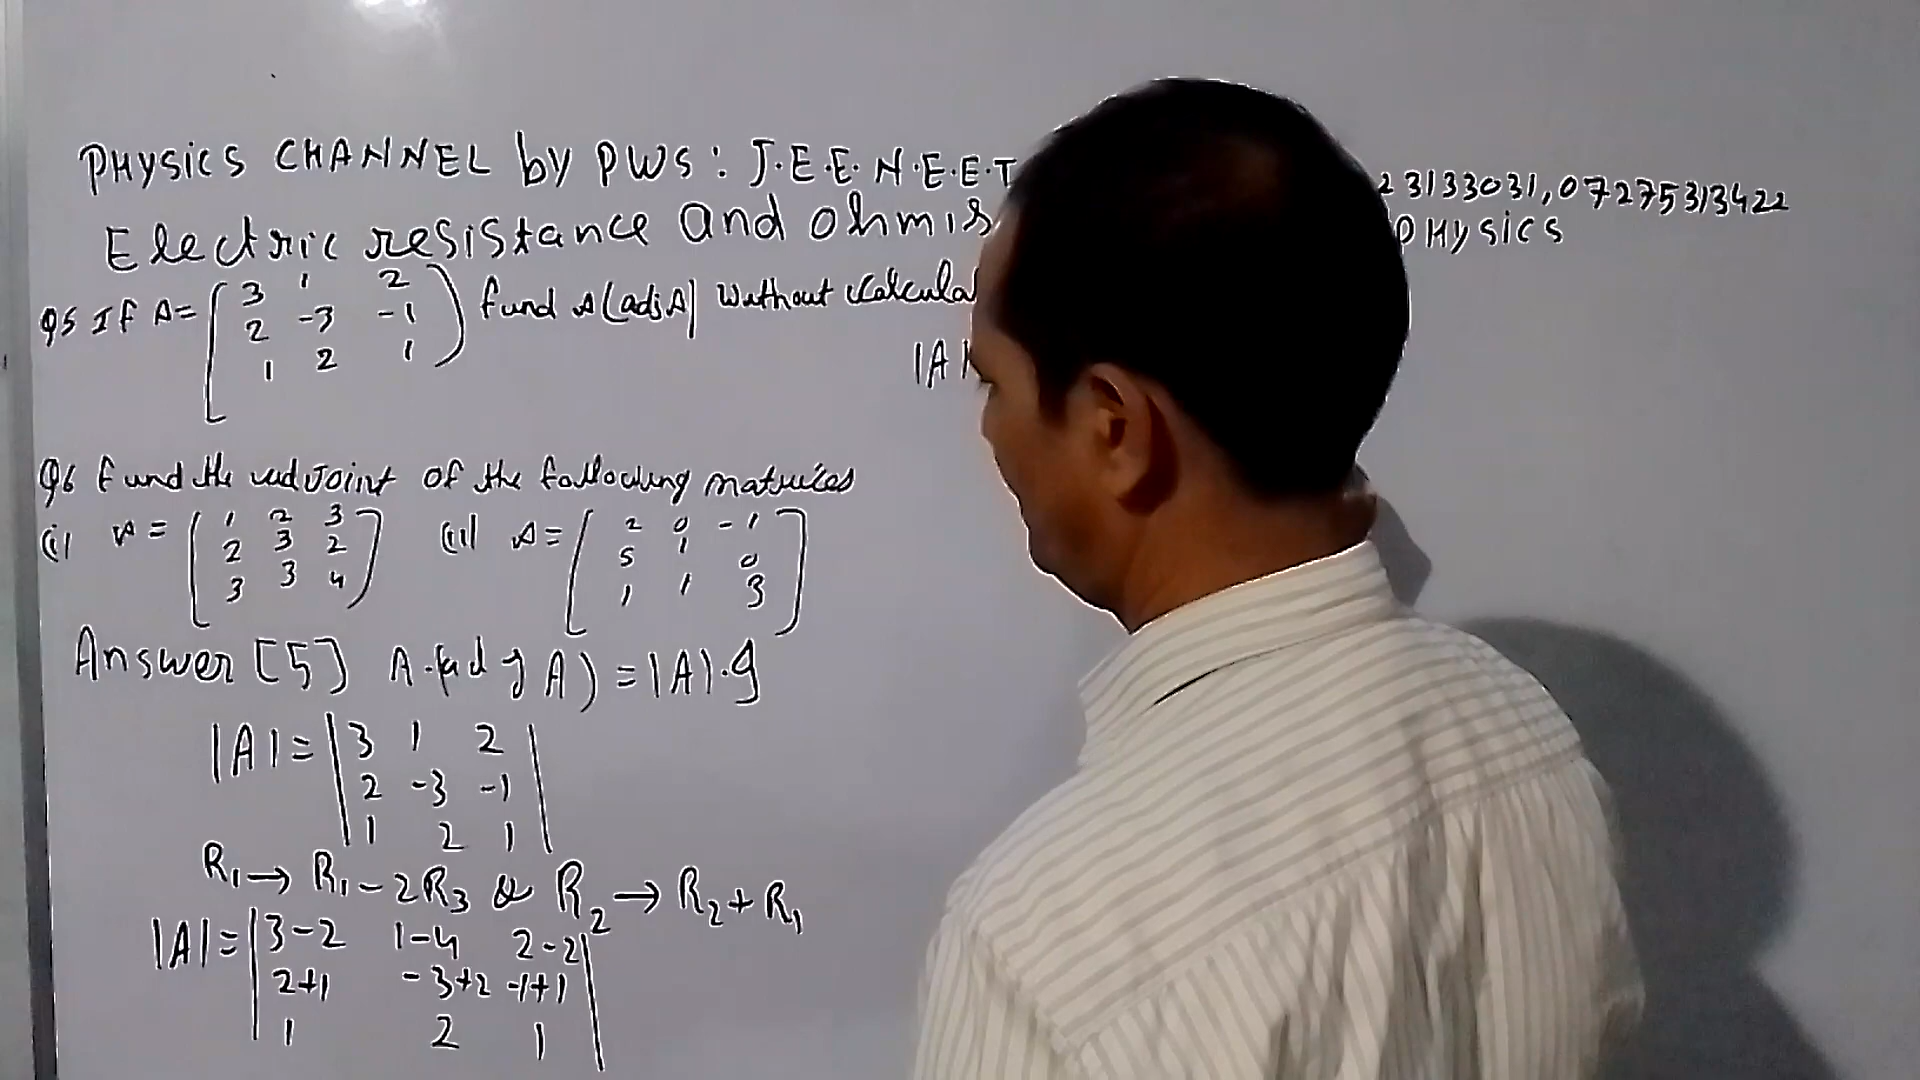 PHYSICS CHANNEL by PWS: J.E.E. N.E.E.T 23133031, 07275313422
Electric resistance and ohmis PHYSICS
Q5 If A= [ 3 1 2
2 -3 -1
1 2 1 ] find A(adjA) without calcula
|A|
Q6 find the adjoint of the following matrices
(i) A = [ 1 2 3 (ii) A = [ 2 0 -1
2 3 2 5 1 0
3 3 4 ] 1 1 3 ]
Answer [5] A.(adj A) = |A|.I
|A| = | 3 1 2 |
2 -3 -1
1 2 1
R1 → R1 - 2R3 & R2 → R2 + R1
|A| = | 3-2 1-4 2-2 |
2+1 -3+2 -1+1
1 2 1